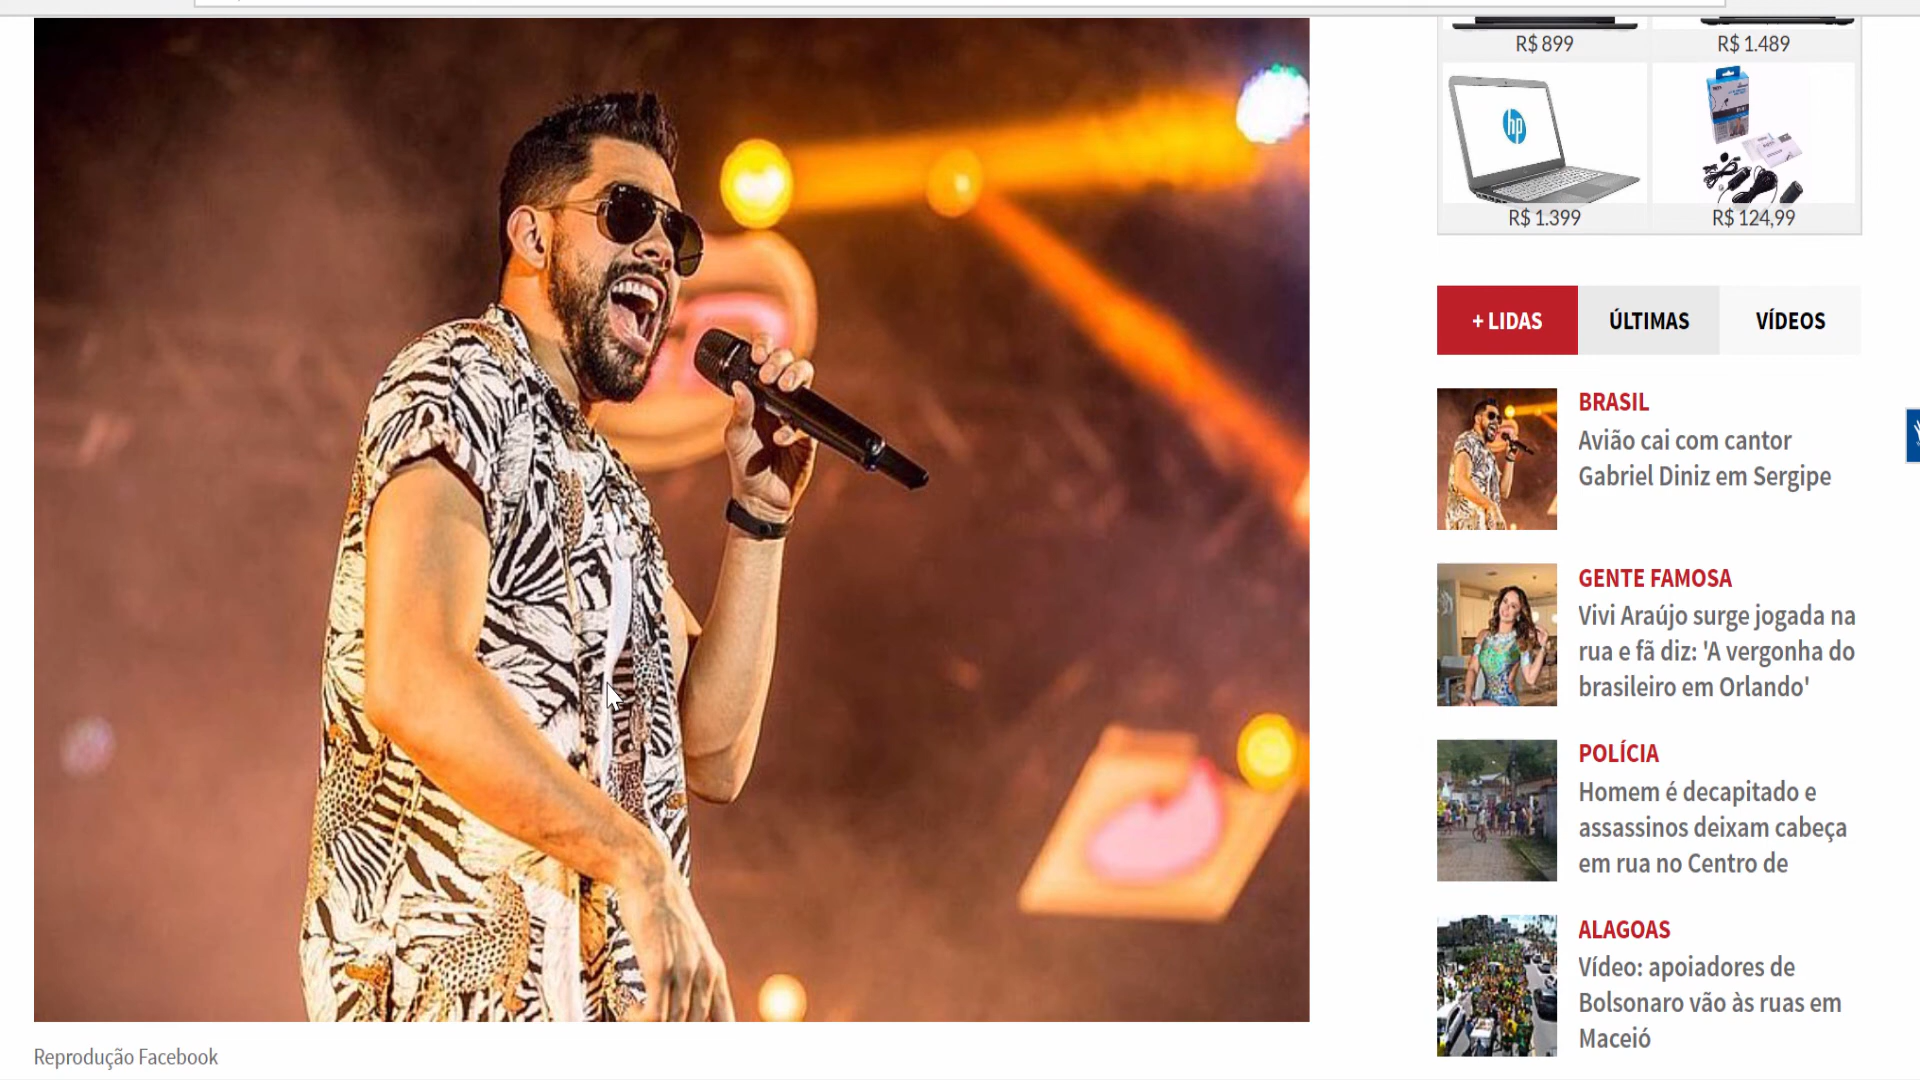 R$ 899
R$ 1.489
hp
R$ 1.399
R$ 124,99
+ LIDAS
ÚLTIMAS
VÍDEOS
BRASIL
Avião cai com cantor
Gabriel Diniz em Sergipe
GENTE FAMOSA
Vivi Araújo surge jogada na
rua e fã diz: 'A vergonha do
brasileiro em Orlando'
POLÍCIA
Homem é decapitado e
assassinos deixam cabeça
em rua no Centro de
ALAGOAS
Vídeo: apoiadores de
Bolsonaro vão às ruas em
Maceió
Reprodução Facebook